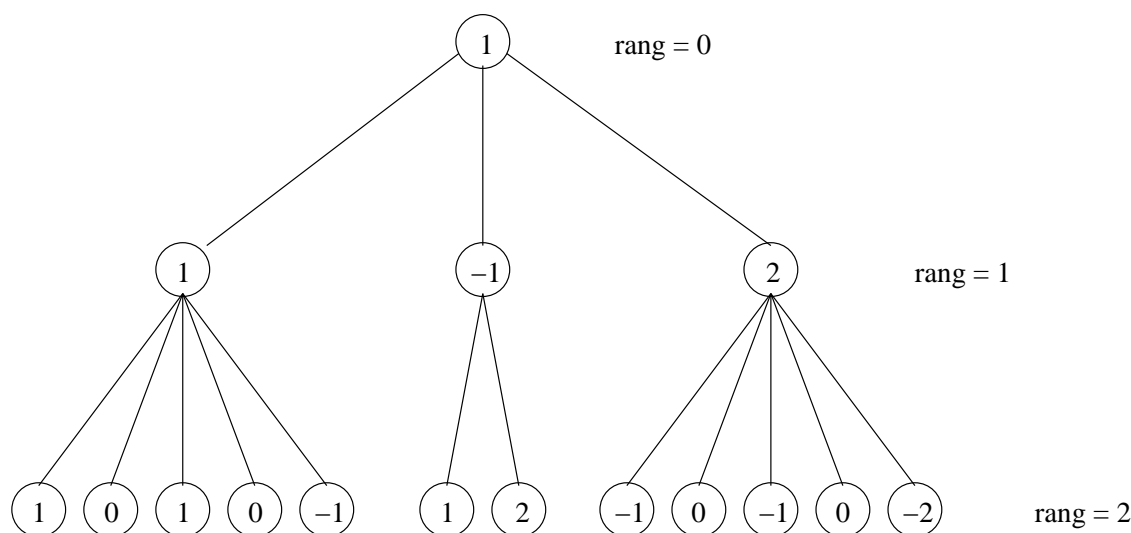 1 rang = 0
1 –1 2 rang = 1
1 0 1 0 –1 1 2 –1 0 –1 0 –2 rang = 2